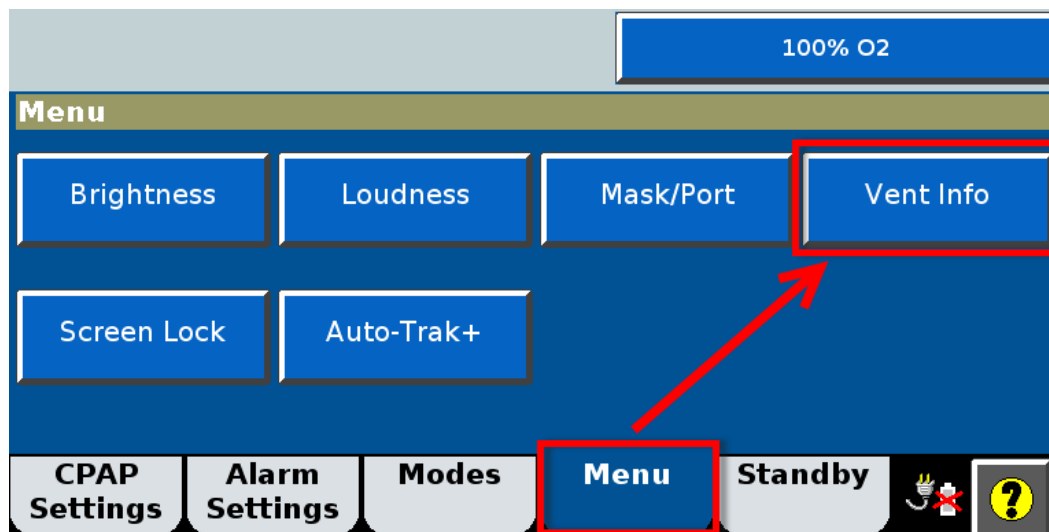 100% O2
Menu
Brightness
Loudness
Mask/Port
Vent Info
Screen Lock
Auto-Trak+
CPAP
Settings
Alarm
Settings
Modes
Menu
Standby
?